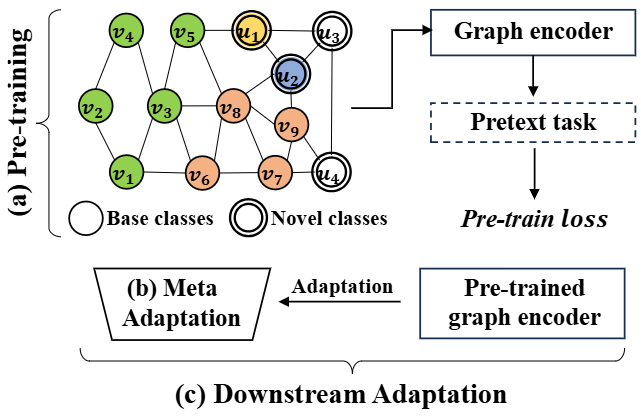 (a) Pre-training
v4
v5
u1
u3
Graph encoder
u2
v2
v3
v8
Pretext task
v9
v1
v6
v7
u4
Base classes
Novel classes
Pre-train loss
(b) Meta
Adaptation
Adaptation
Pre-trained
graph encoder
(c) Downstream Adaptation